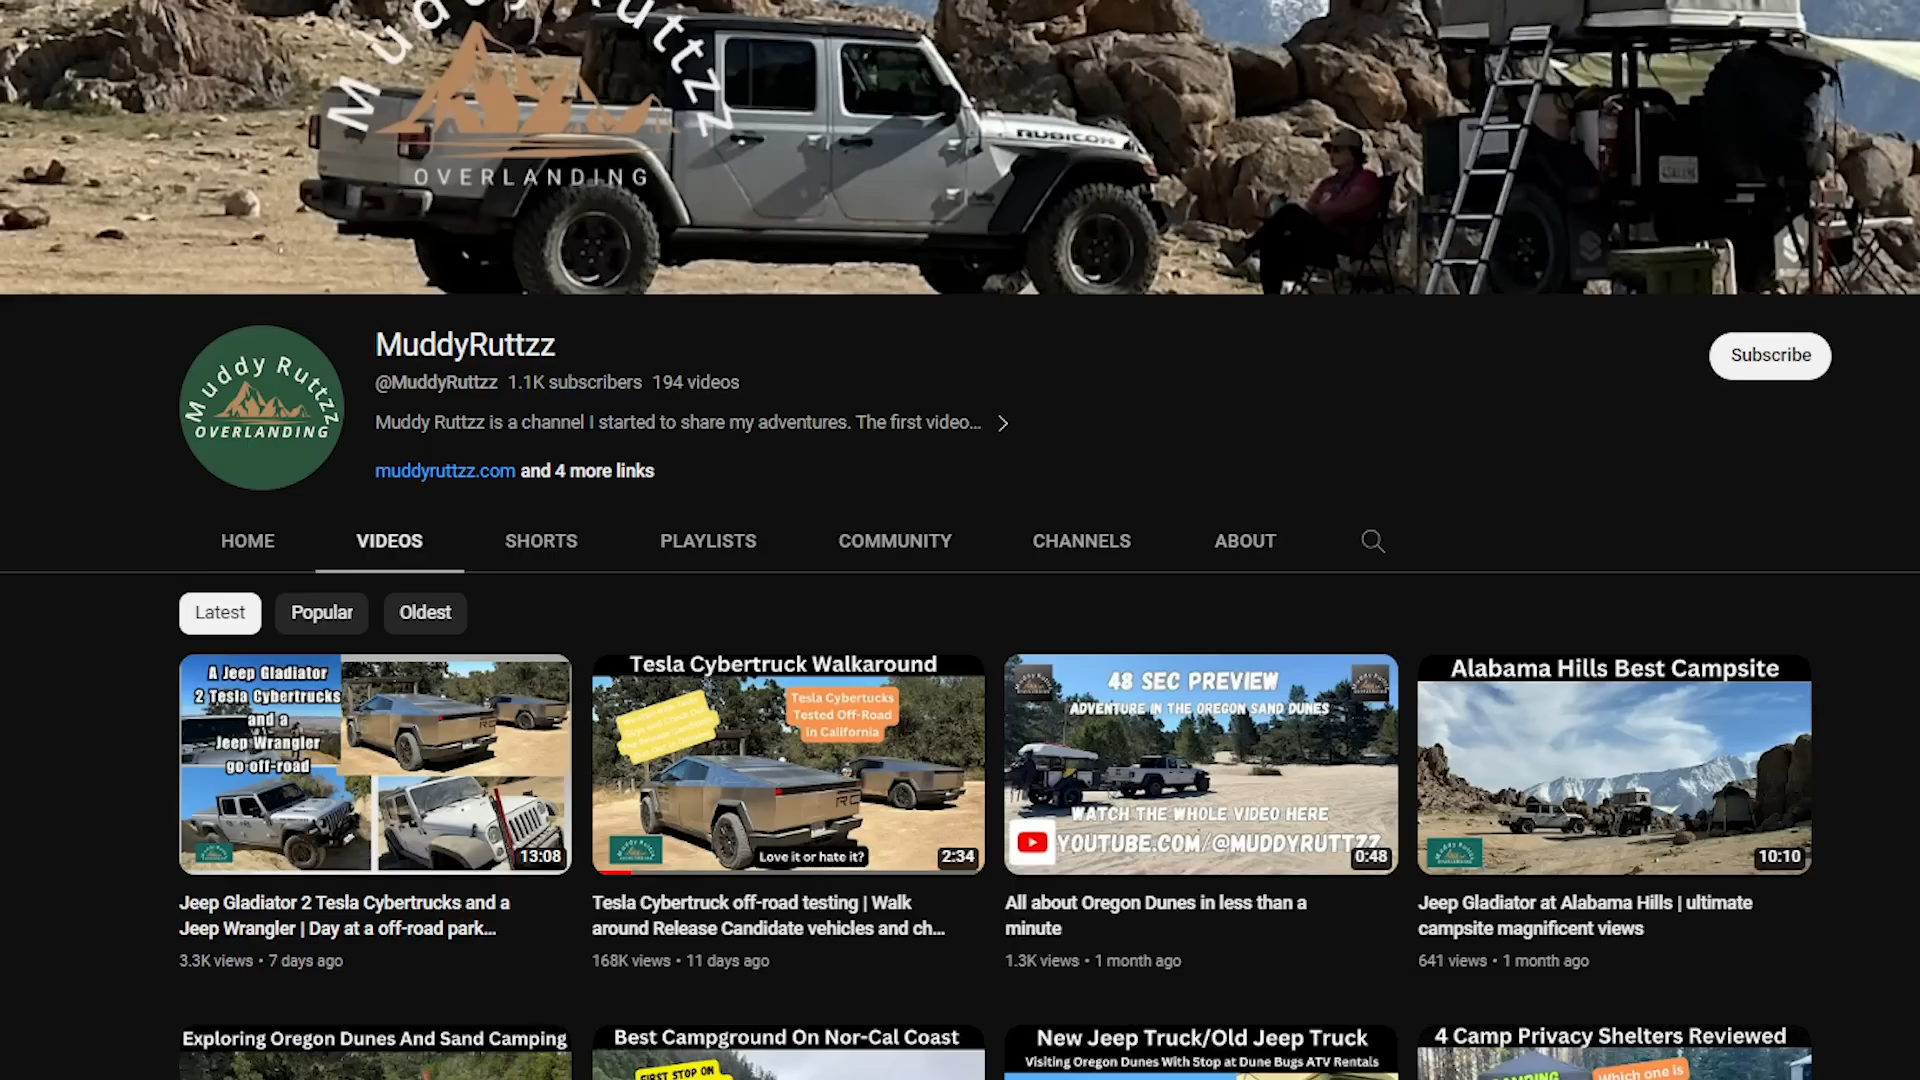 Muddy Ruttzz
OVERLANDING
RUBICON
MuddyRuttzz
@MuddyRuttzz 1.1K subscribers 194 videos
Muddy Ruttzz is a channel I started to share my adventures. The first video...
muddyruttzz.com and 4 more links
Subscribe
Muddy Ruttzz
OVERLANDING
HOME VIDEOS SHORTS PLAYLISTS COMMUNITY CHANNELS ABOUT
Latest Popular Oldest
A Jeep Gladiator
2 Tesla Cybertrucks
and a
Jeep Wrangler
go off-road
13:08
Jeep Gladiator 2 Tesla Cybertrucks and a
Jeep Wrangler | Day at a off-road park...
3.3K views • 7 days ago
Tesla Cybertruck Walkaround
Tesla Cybertucks
Tested Off-Road
in California
RC
Love it or hate it?
2:34
Tesla Cybertruck off-road testing | Walk
around Release Candidate vehicles and ch...
168K views • 11 days ago
48 SEC PREVIEW
ADVENTURE IN THE OREGON SAND DUNES
WATCH THE WHOLE VIDEO HERE
YOUTUBE.COM/@MUDDYRUTTZZ
0:48
All about Oregon Dunes in less than a
minute
1.3K views • 1 month ago
Alabama Hills Best Campsite
10:10
Jeep Gladiator at Alabama Hills | ultimate
campsite magnificent views
641 views • 1 month ago
Exploring Oregon Dunes And Sand Camping
Best Campground On Nor-Cal Coast
FIRST STOP ON
New Jeep Truck/Old Jeep Truck
Visiting Oregon Dunes With Stop at Dune Bugs ATV Rentals
4 Camp Privacy Shelters Reviewed
CAMPING
Which one is